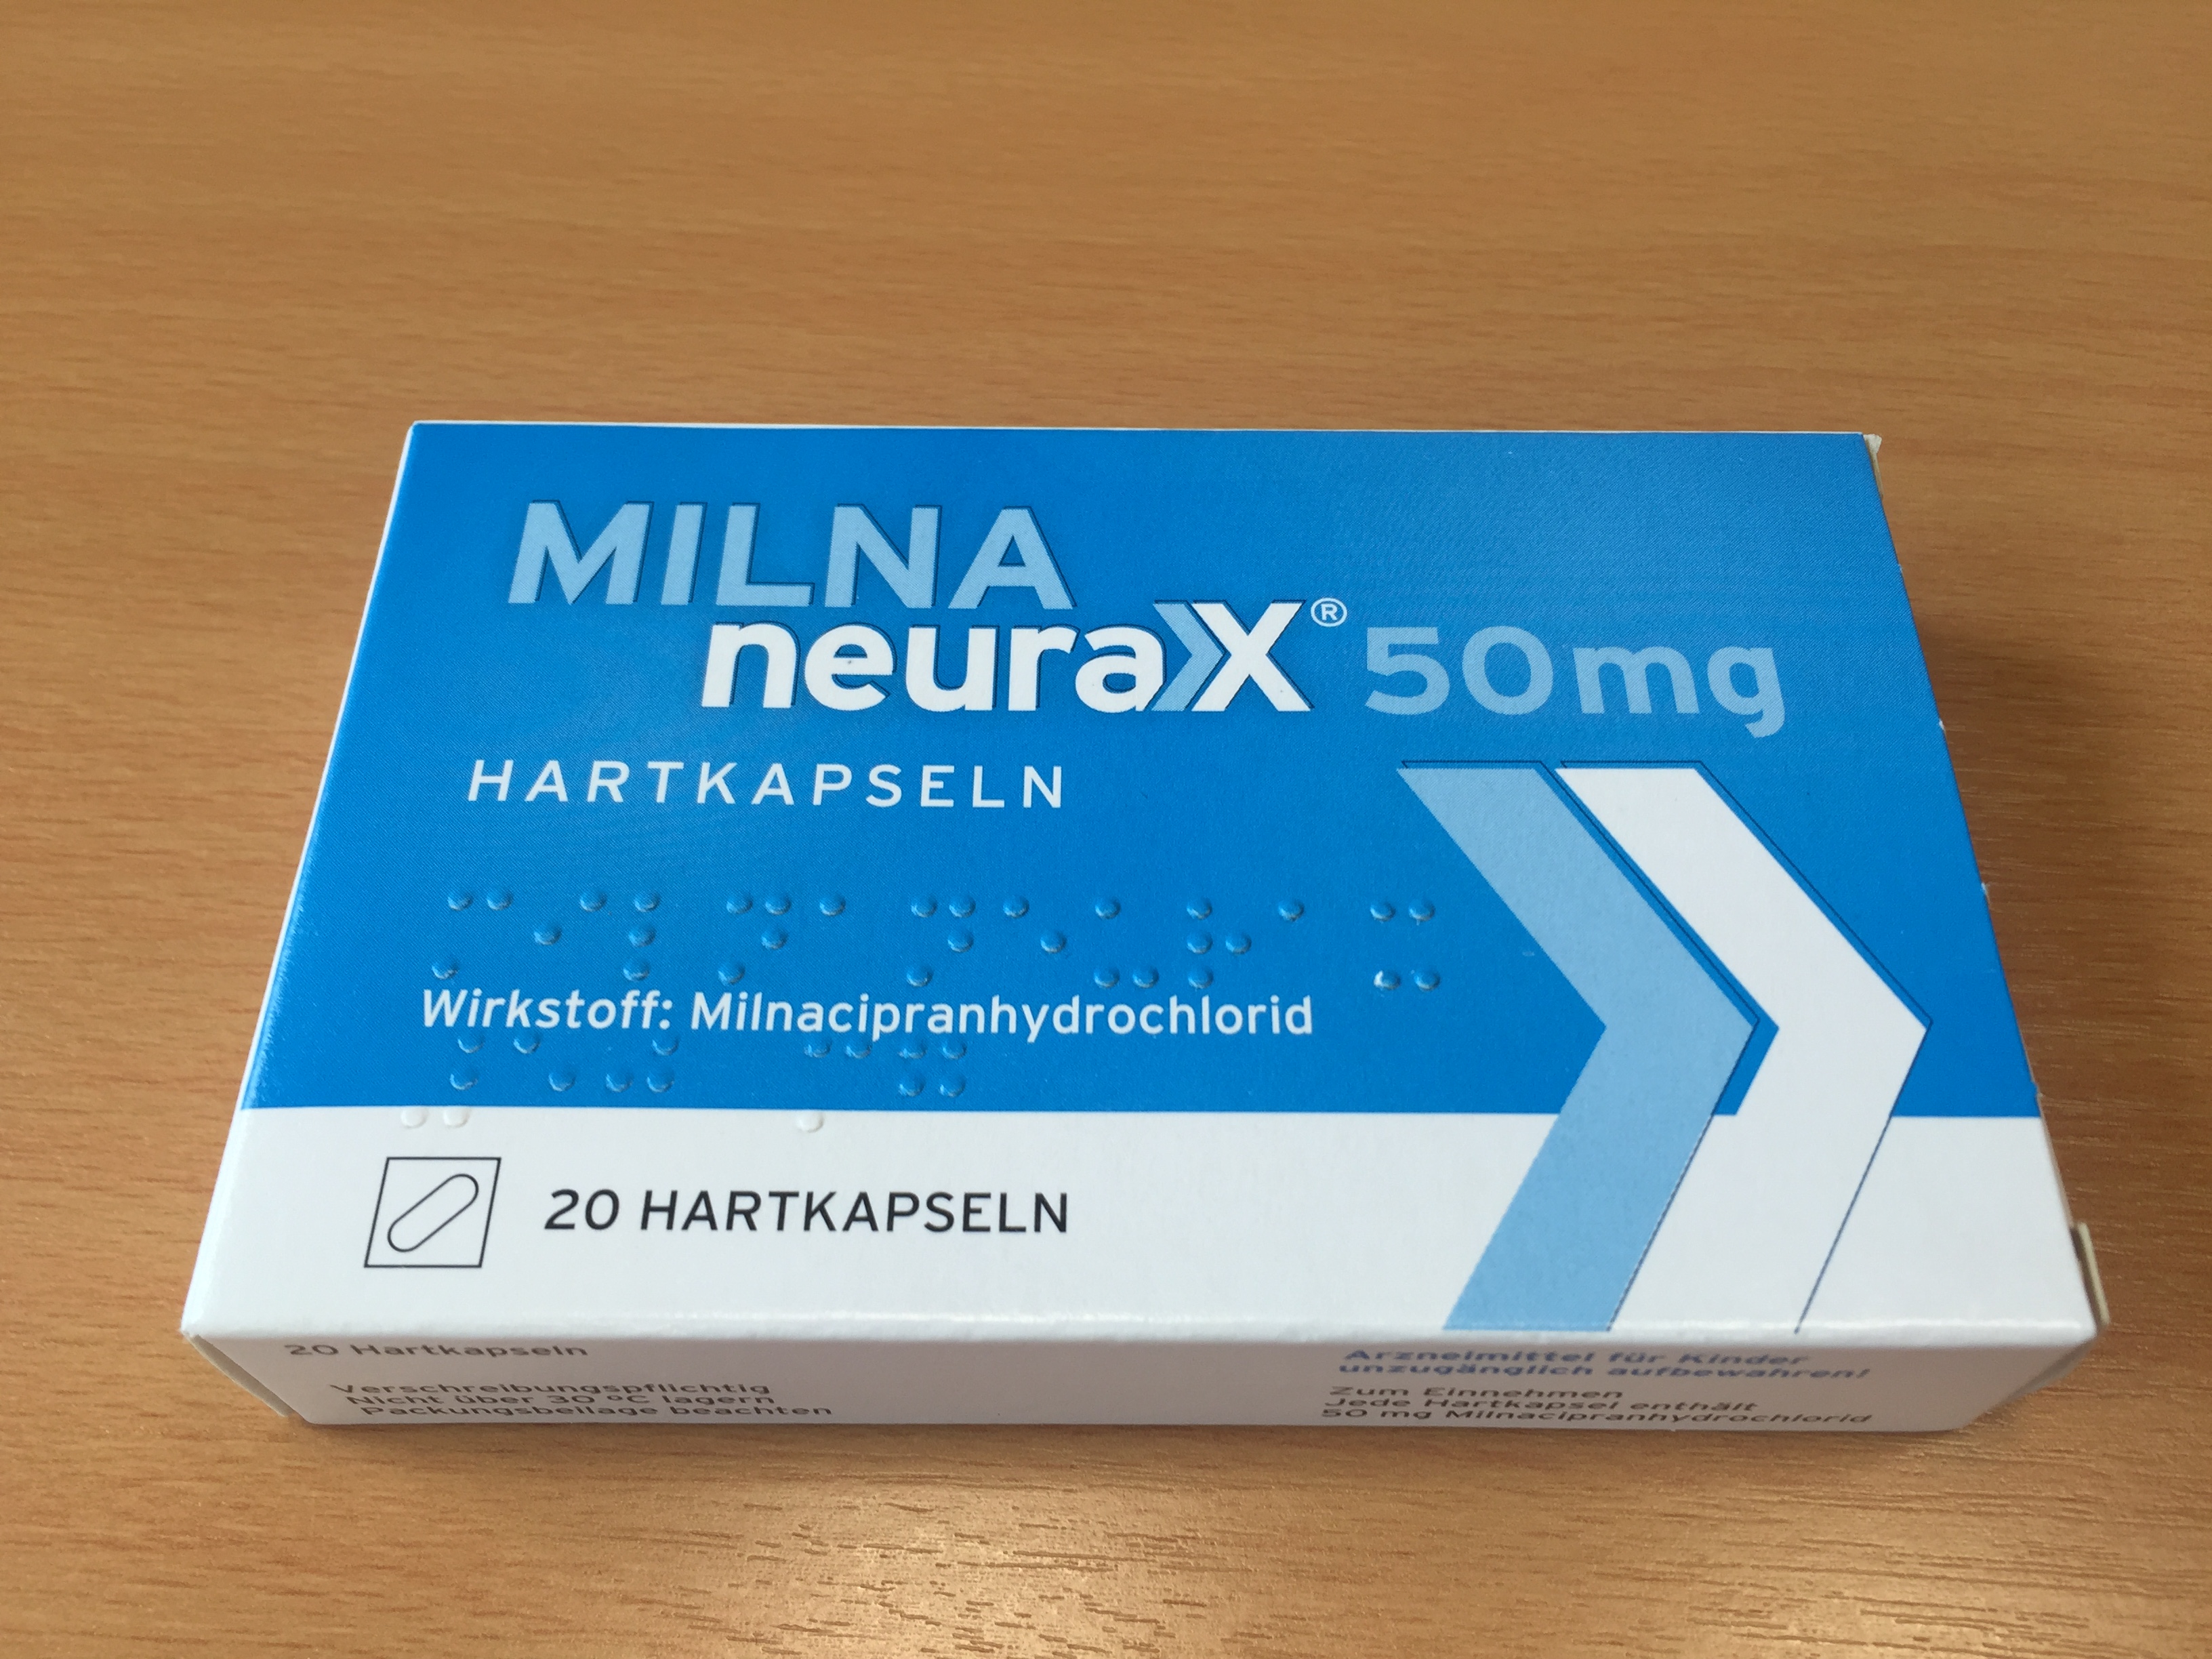 MILNA
neuraX® 50mg
HARTKAPSELN
Wirkstoff: Milnacipranhydrochlorid
20 HARTKAPSELN
20 Hartkapseln
Verschreibungspflichtig
Nicht über 30 °C lagern
Packungsbeilage beachten
Arzneimittel für Kinder
unzugänglich aufbewahren!
Zum Einnehmen
Jede Hartkapsel enthält
50 mg Milnacipranhydrochlorid